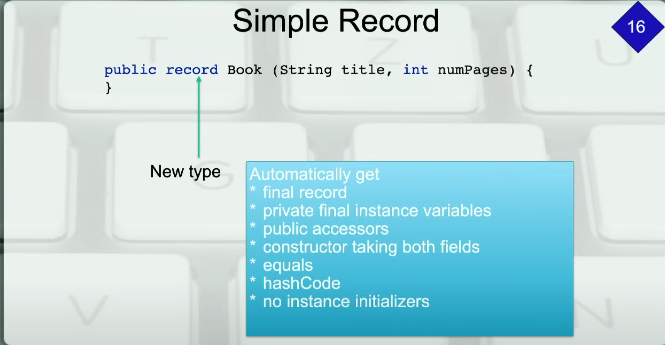 Simple Record
16
public record Book (String title, int numPages) {
}
New type
Automatically get
* final record
* private final instance variables
* public accessors
* constructor taking both fields
* equals
* hashCode
* no instance initializers
T
Z
U
G
V
N